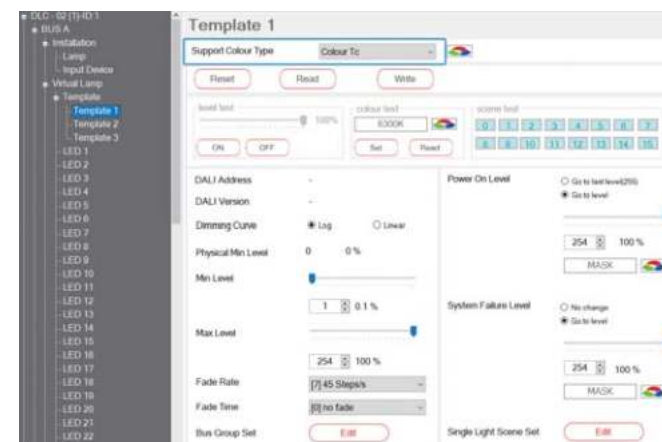 DLC - 02 (1)-ID:1
BUS A
Installation
Lamp
Input Device
Virtual Lamp
Template
Template 1
Template 2
Template 3
LED 1
LED 2
LED 3
LED 4
LED 5
LED 6
LED 7
LED 8
LED 9
LED 10
LED 11
LED 12
LED 13
LED 14
LED 15
LED 16
LED 17
LED 18
LED 19
LED 20
LED 21
LED 22
Template 1
Support Colour Type Colour Tc
Reset Read Write
level test colour test scene test
100% 6300K 0 1 2 3 4 5 6 7
ON OFF Set Read 8 9 10 11 12 13 14 15
DALI Address -
DALI Version -
Dimming Curve Log Linear
Physical Min Level 0 0 %
Min Level
1 0.1 %
Max Level
254 100 %
Fade Rate [7] 45 Steps/s
Fade Time [0] no fade
Bus Group Set Edit
Power On Level Go to last level(255)
Go to level
254 100 %
MASK
System Failure Level No change
Go to level
254 100 %
MASK
Single Light Scene Set Edit